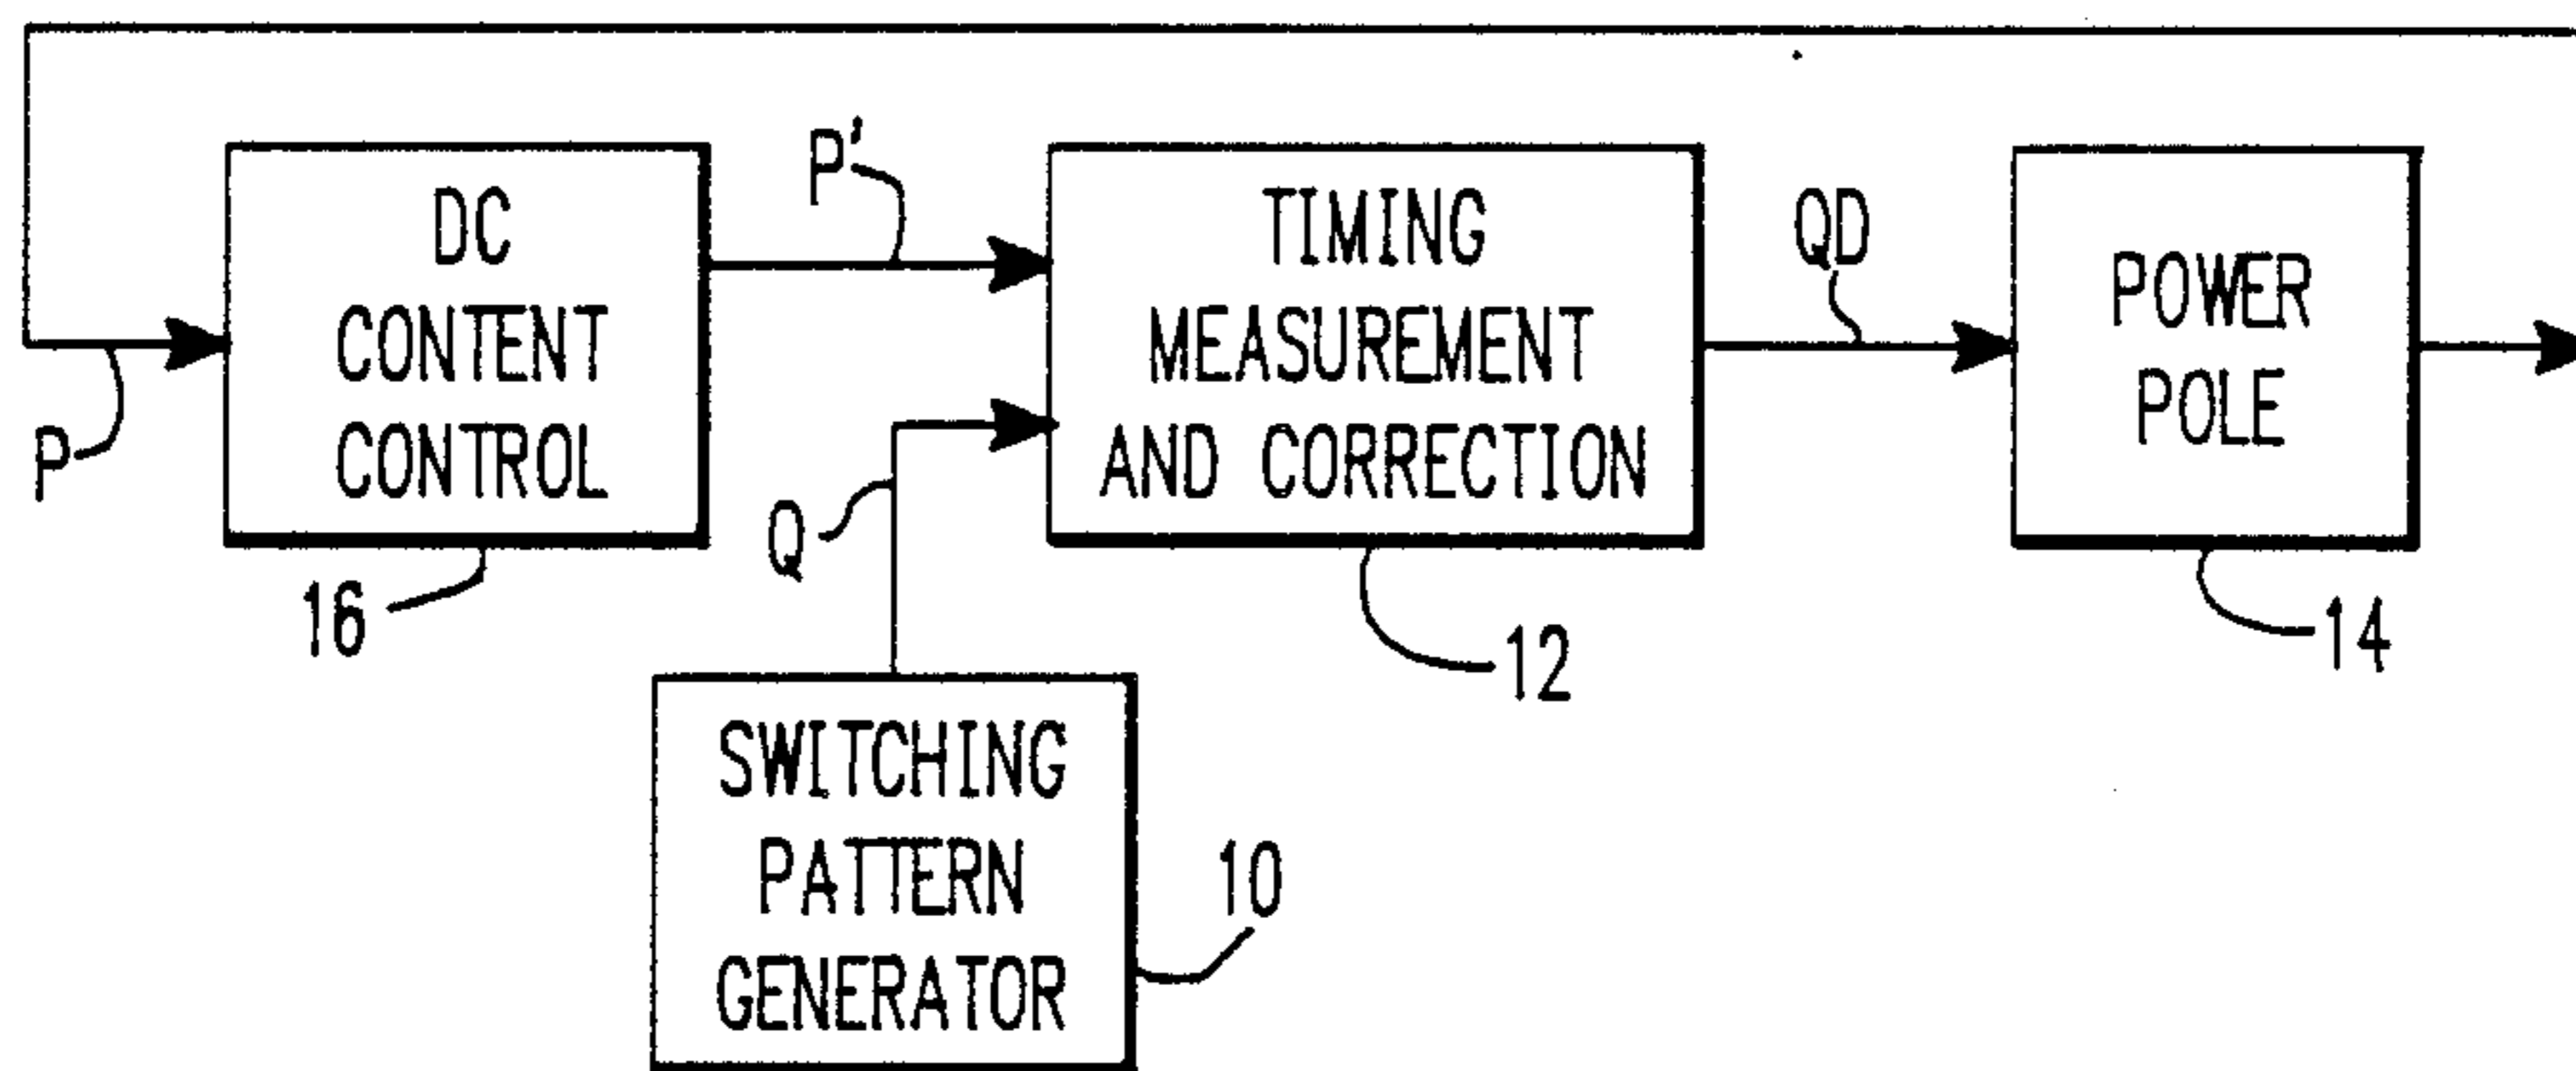 P
DC
CONTENT
CONTROL
16
P'
Q
TIMING
MEASUREMENT
AND CORRECTION
12
QD
POWER
POLE
14
SWITCHING
PATTERN
GENERATOR
10